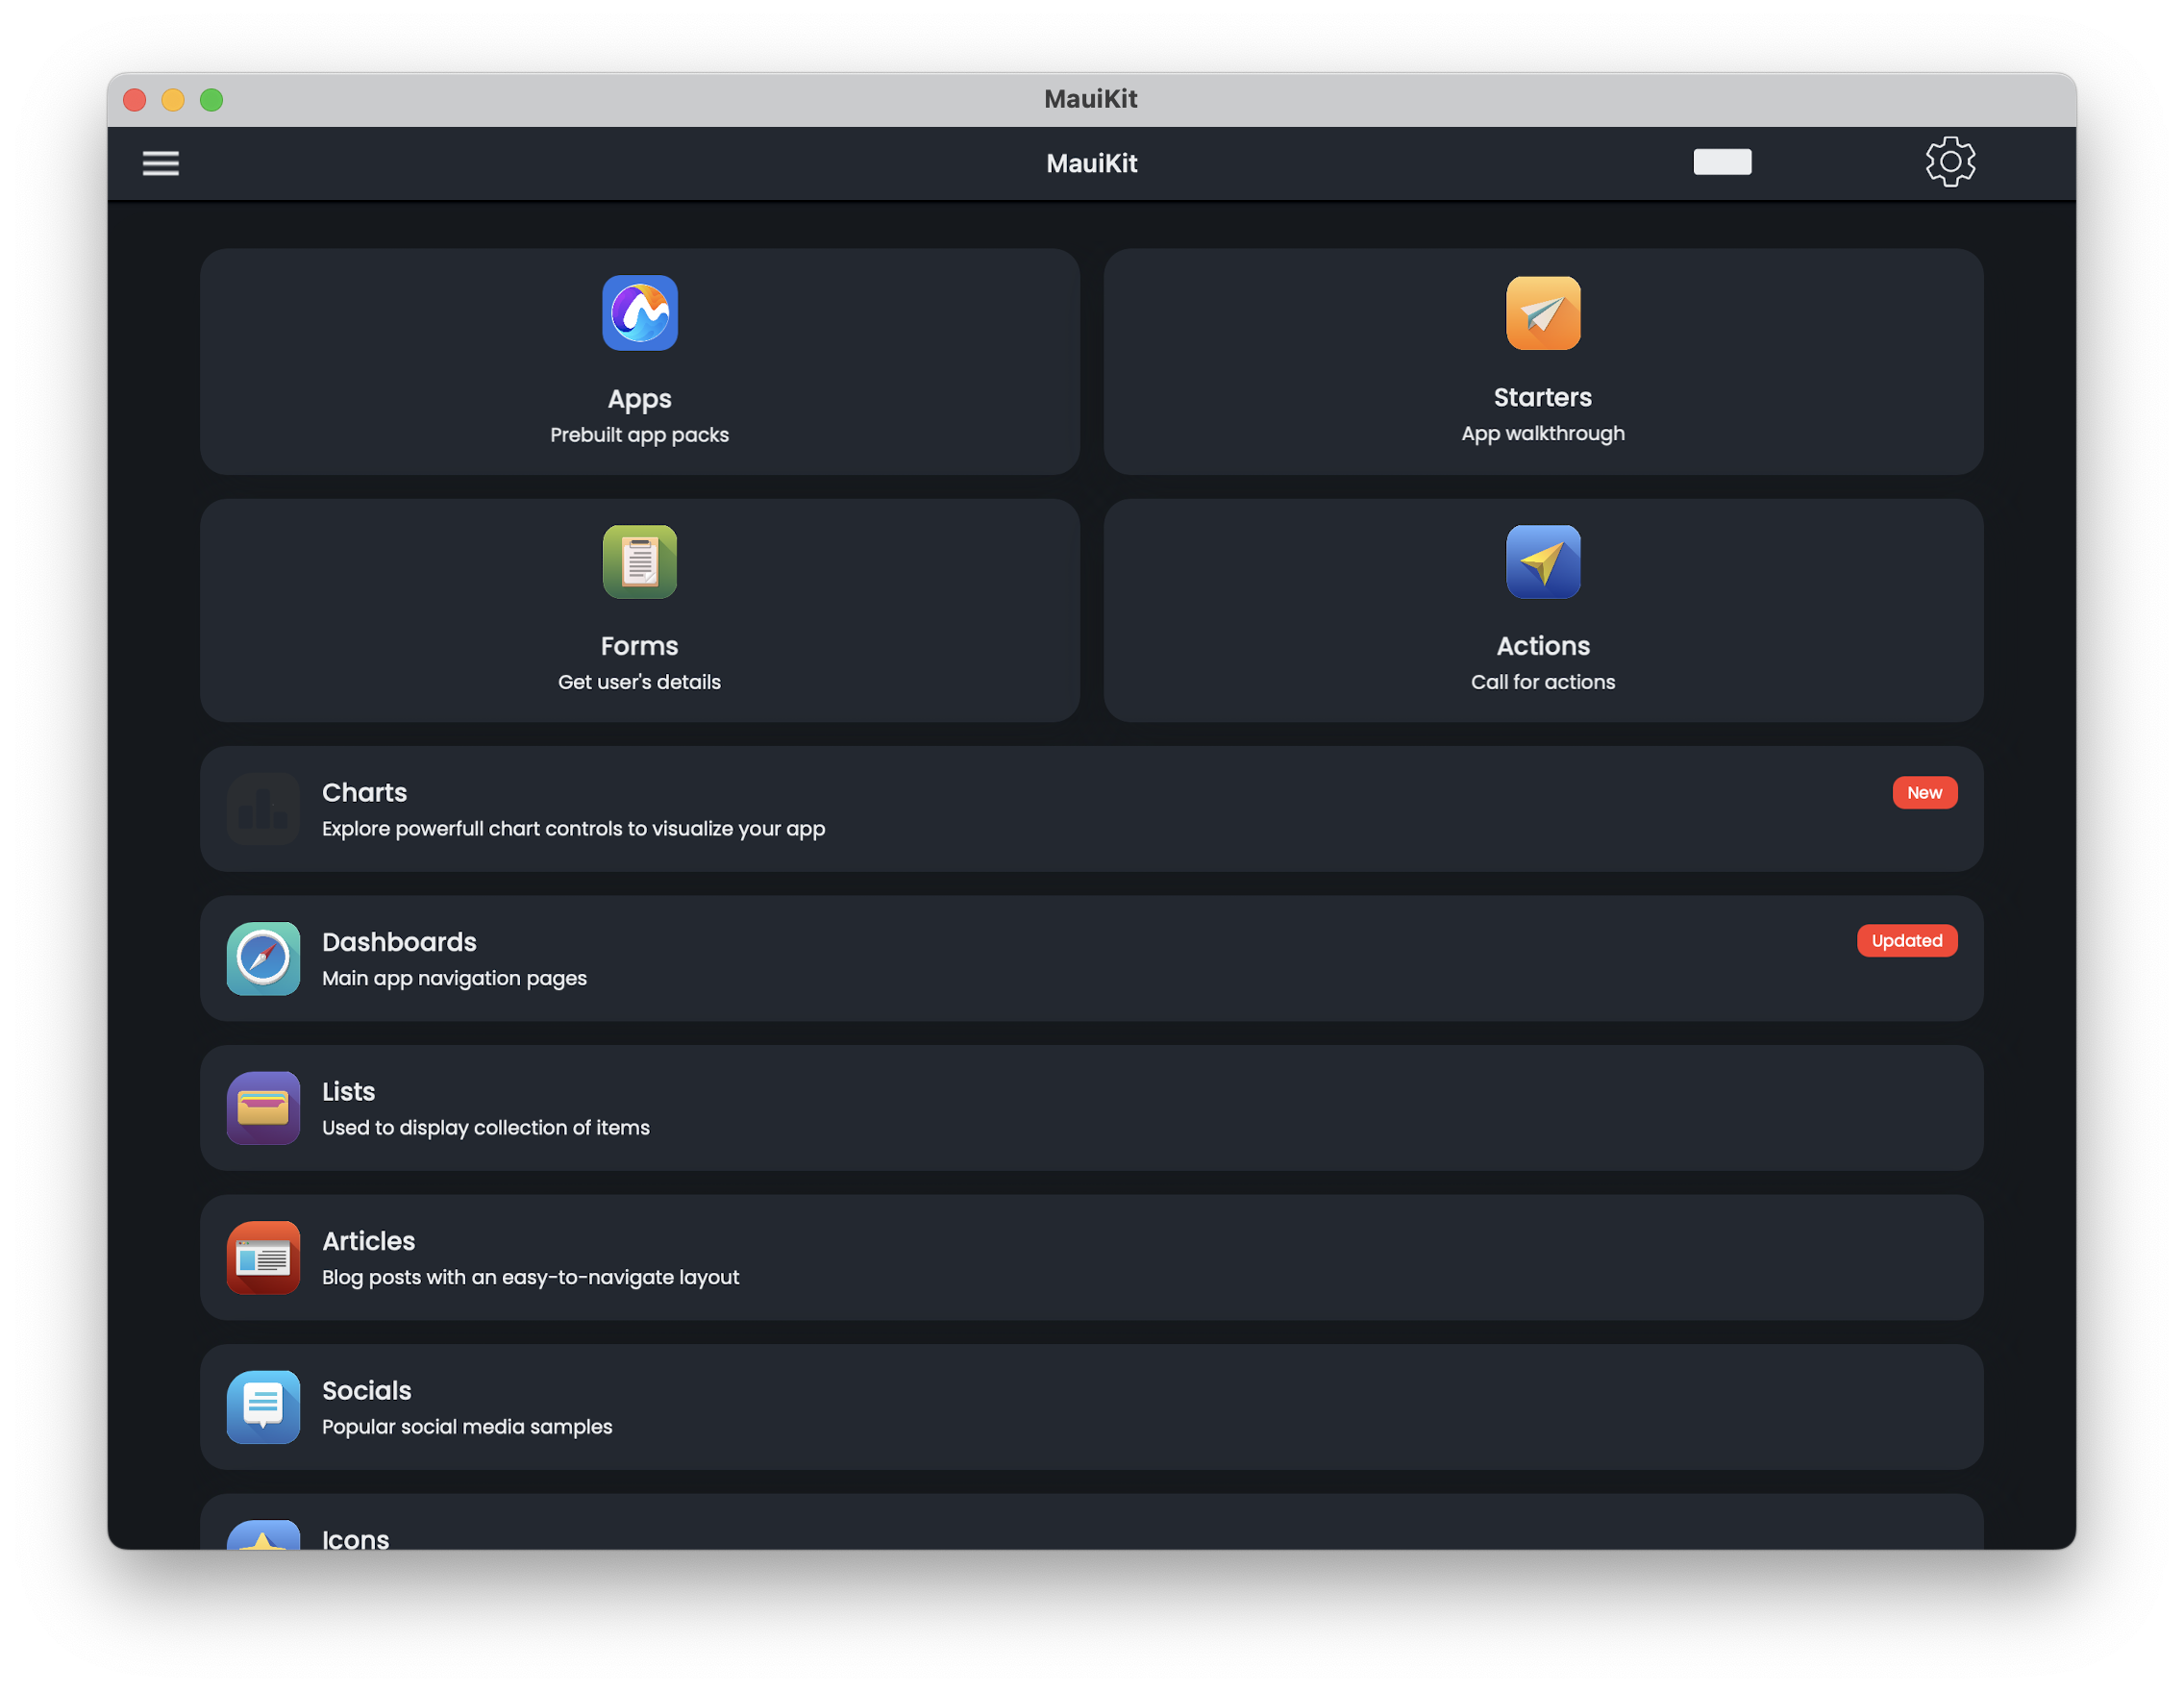 MauiKit
MauiKit
Apps
Prebuilt app packs
Starters
App walkthrough
Forms
Get user's details
Actions
Call for actions
Charts
New
Explore powerfull chart controls to visualize your app
Dashboards
Updated
Main app navigation pages
Lists
Used to display collection of items
Articles
Blog posts with an easy-to-navigate layout
Socials
Popular social media samples
Icons